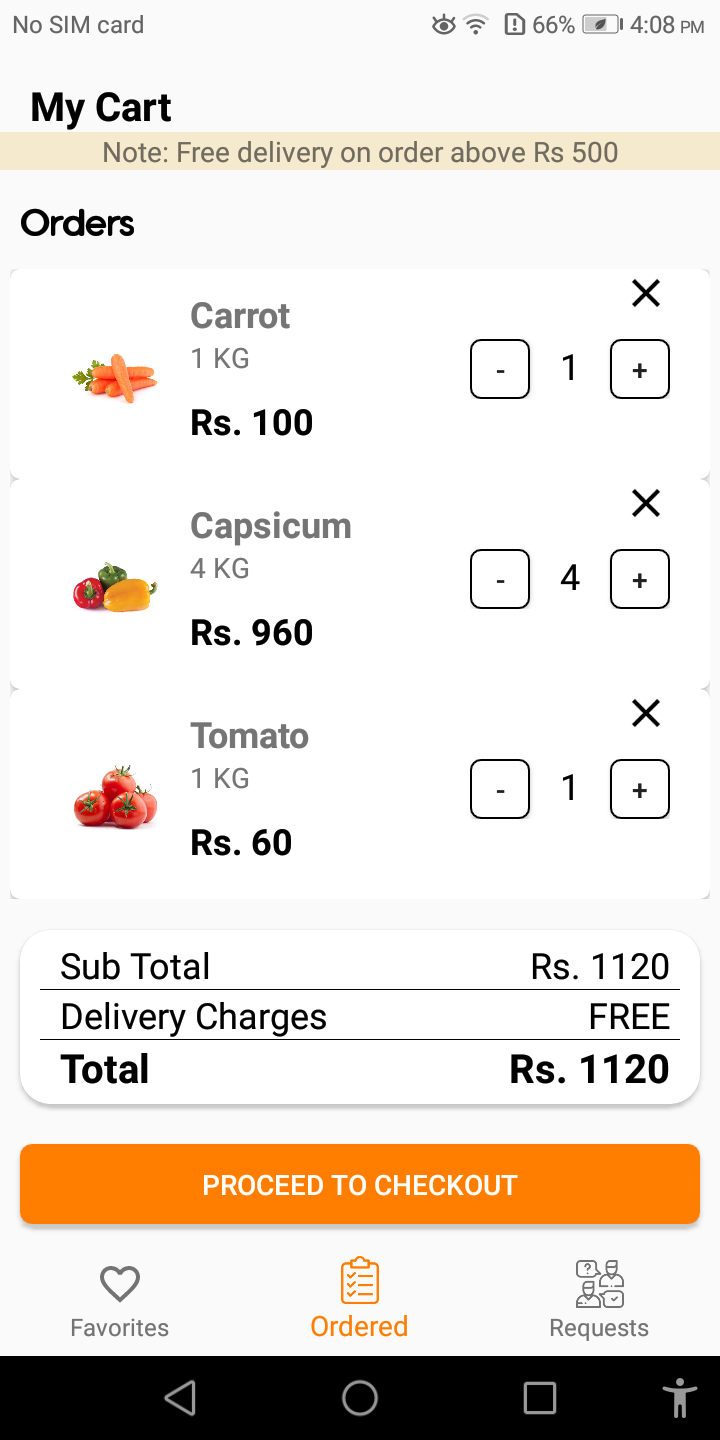 No SIM card 66% 4:08 PM
My Cart
Note: Free delivery on order above Rs 500
Orders
Carrot
1 KG
- 1 +
Rs. 100
Capsicum
4 KG
- 4 +
Rs. 960
Tomato
1 KG
- 1 +
Rs. 60
Sub Total Rs. 1120
Delivery Charges FREE
Total Rs. 1120
PROCEED TO CHECKOUT
Favorites Ordered Requests